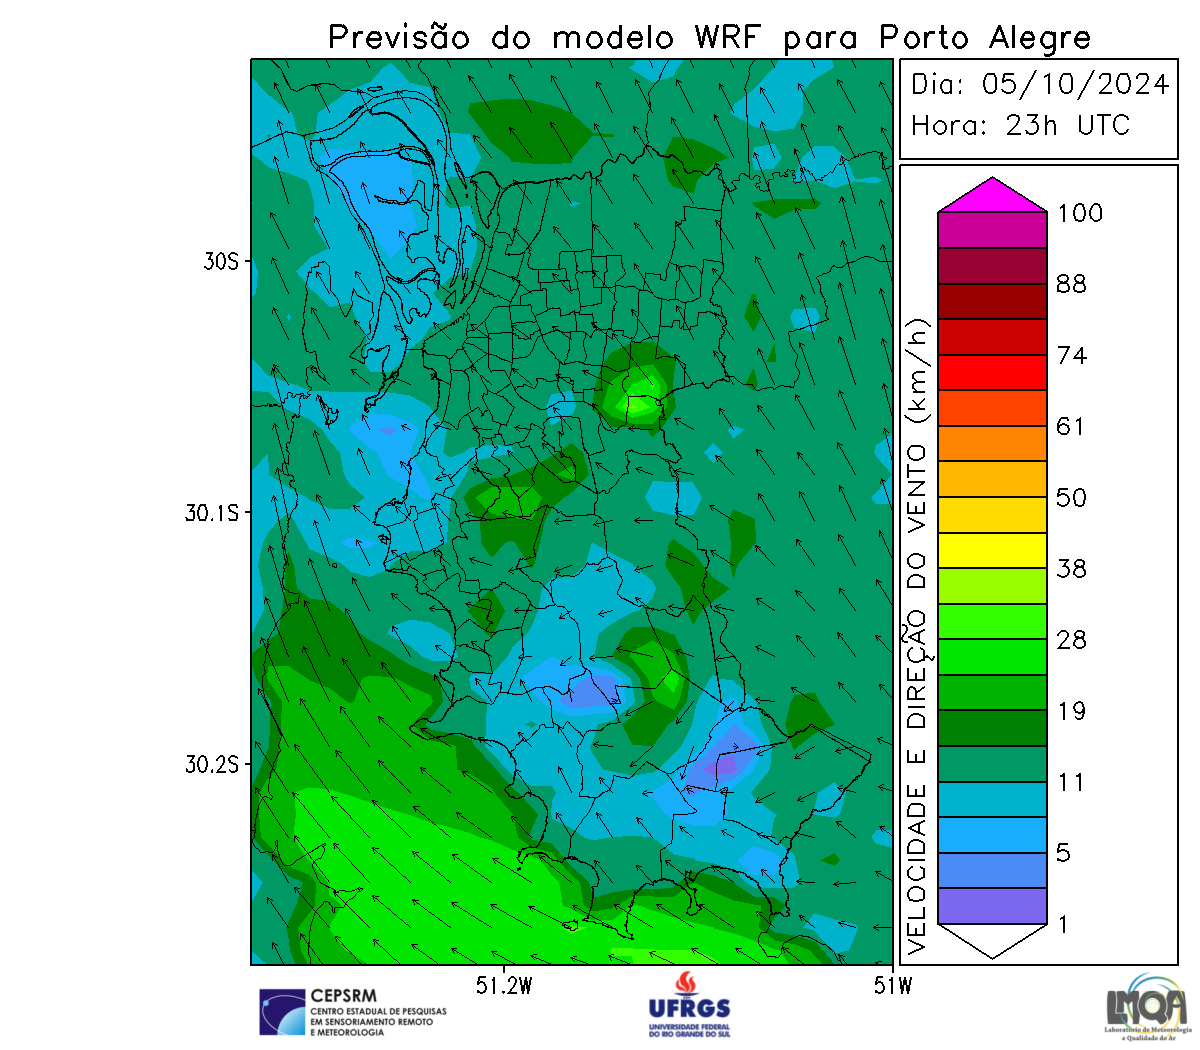 Previsão do modelo WRF para Porto Alegre
Dia: 05/10/2024
Hora: 23h UTC
30S
30.1S
30.2S
51.2W
51W
VELOCIDADE E DIREÇÃO DO VENTO (km/h)
100
88
74
61
50
38
28
19
11
5
1
CEPSRM
CENTRO ESTADUAL DE PESQUISAS
EM SENSORIAMENTO REMOTO
E METEOROLOGIA
UFRGS
UNIVERSIDADE FEDERAL
DO RIO GRANDE DO SUL
LMQA
Laboratório de Meteorologia
e Qualidade do Ar